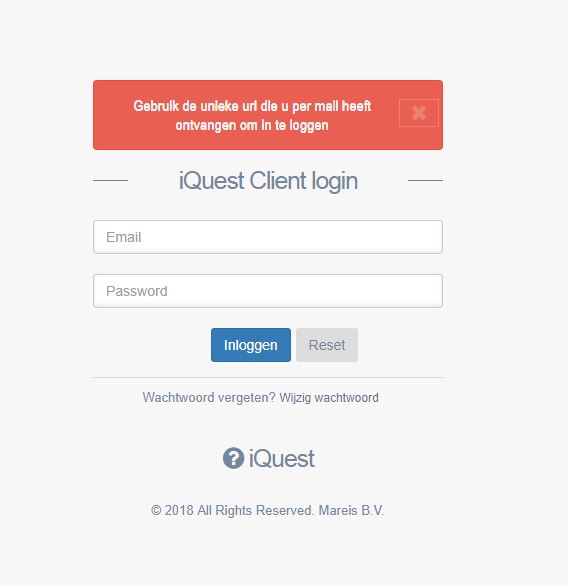 Gebruik de unieke url die u per mail heeft
ontvangen om in te loggen
iQuest Client login
Email
Password
Inloggen Reset
Wachtwoord vergeten? Wijzig wachtwoord
iQuest
© 2018 All Rights Reserved. Mareis B.V.